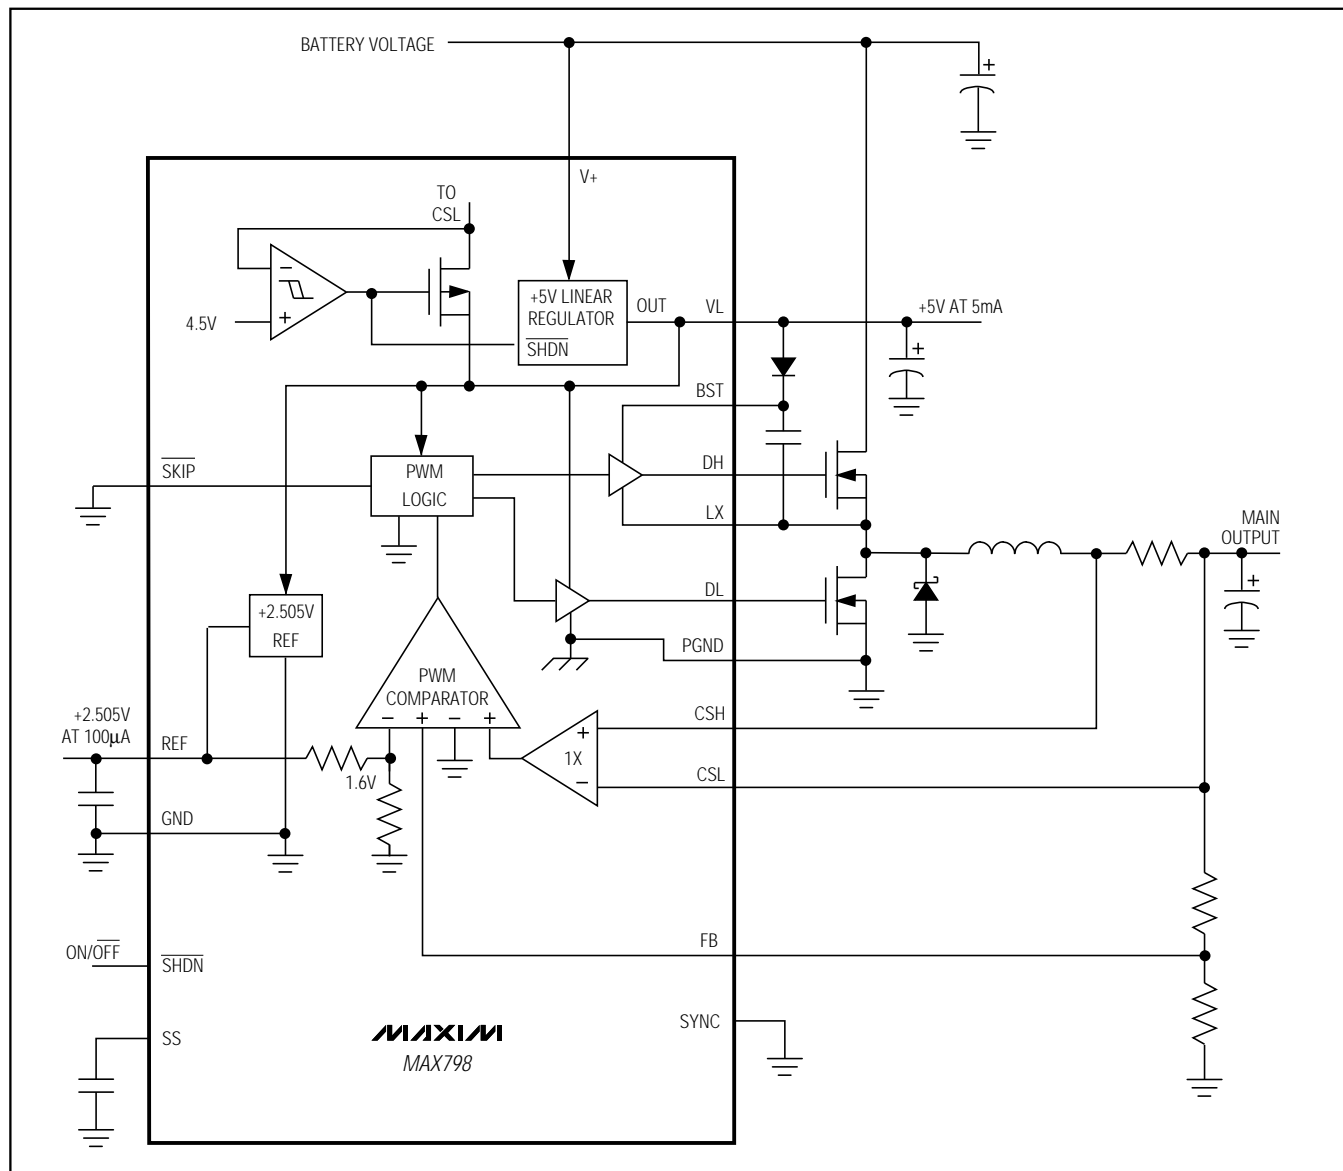 BATTERY VOLTAGE
+
V+
TO
CSL
−
4.5V
+
+5V LINEAR
REGULATOR
SHDN
OUT
VL
+5V AT 5mA
+
BST
SKIP
PWM
LOGIC
DH
LX
MAIN
OUTPUT
+
+2.505V
REF
DL
PGND
PWM
COMPARATOR
− + − +
+2.505V
AT 100μA
REF
1.6V
CSH
+
1X
−
CSL
GND
ON/OFF
SHDN
FB
SS
SYNC
MAXIM
MAX798